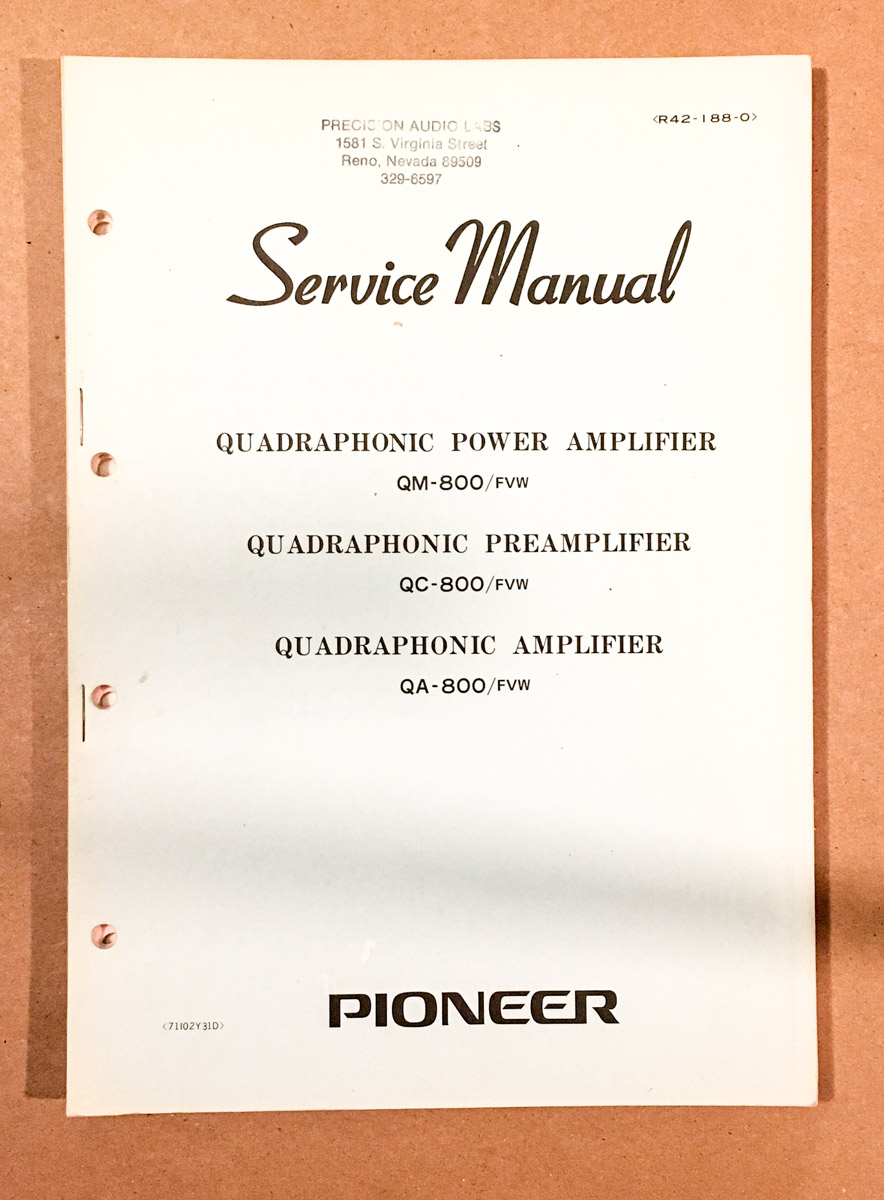 <R42-188-0>
PRECISION AUDIO LABS
1581 S. Virginia Street
Reno, Nevada 89509
329-6597
Service Manual
QUADRAPHONIC POWER AMPLIFIER
QM-800/FVW
QUADRAPHONIC PREAMPLIFIER
QC-800/FVW
QUADRAPHONIC AMPLIFIER
QA-800/FVW
PIONEER
<71102Y31D>